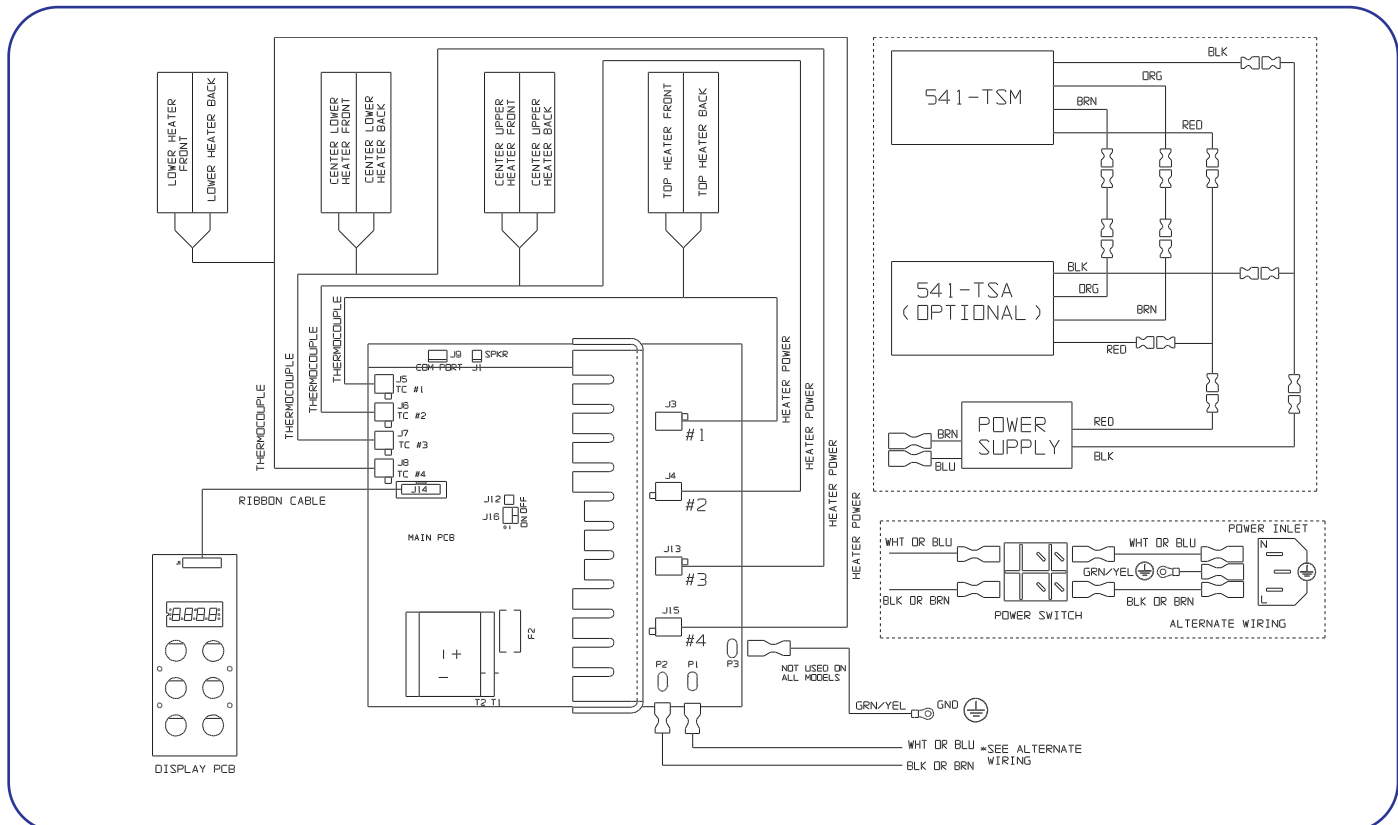 LOWER HEATER
FRONT
LOWER HEATER BACK
CENTER LOWER
HEATER FRONT
CENTER LOWER
HEATER BACK
CENTER UPPER
HEATER FRONT
CENTER UPPER
HEATER BACK
TOP HEATER FRONT
TOP HEATER BACK
THERMOCOUPLE
THERMOCOUPLE
THERMOCOUPLE
THERMOCOUPLE
J9
COM PORT
SPKR
J1
J5
TC #1
J6
TC #2
J7
TC #3
J8
TC #4
J14
RIBBON CABLE
J12
J16
ON OFF
MAIN PCB
F2
T2 T1
J3
#1
J4
#2
J13
#3
J15
#4
HEATER POWER
HEATER POWER
HEATER POWER
HEATER POWER
P2
P1
P3
NOT USED ON
ALL MODELS
GRN/YEL
GND
WHT OR BLU
BLK OR BRN
*SEE ALTERNATE
WIRING
DISPLAY PCB
541-TSM
BLK
ORG
BRN
RED
541-TSA
(OPTIONAL)
BLK
ORG
BRN
RED
POWER
SUPPLY
BRN
BLU
RED
BLK
POWER INLET
WHT OR BLU
WHT OR BLU
N
GRN/YEL
L
BLK OR BRN
BLK OR BRN
POWER SWITCH
ALTERNATE WIRING